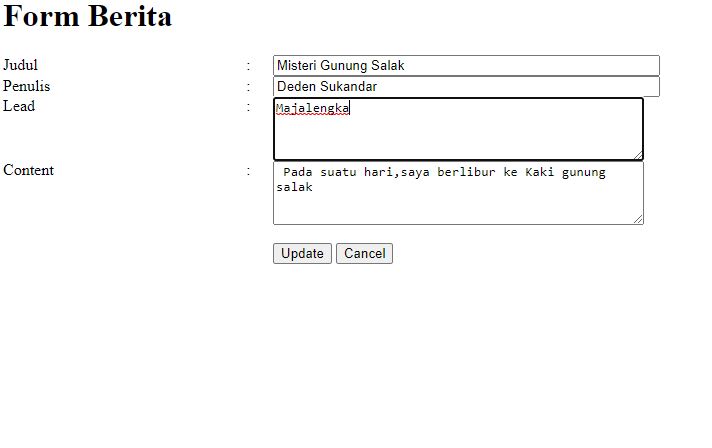 Form Berita
Judul : Misteri Gunung Salak
Penulis : Deden Sukandar
Lead : Majalengka
Content : Pada suatu hari,saya berlibur ke Kaki gunung
salak
Update Cancel